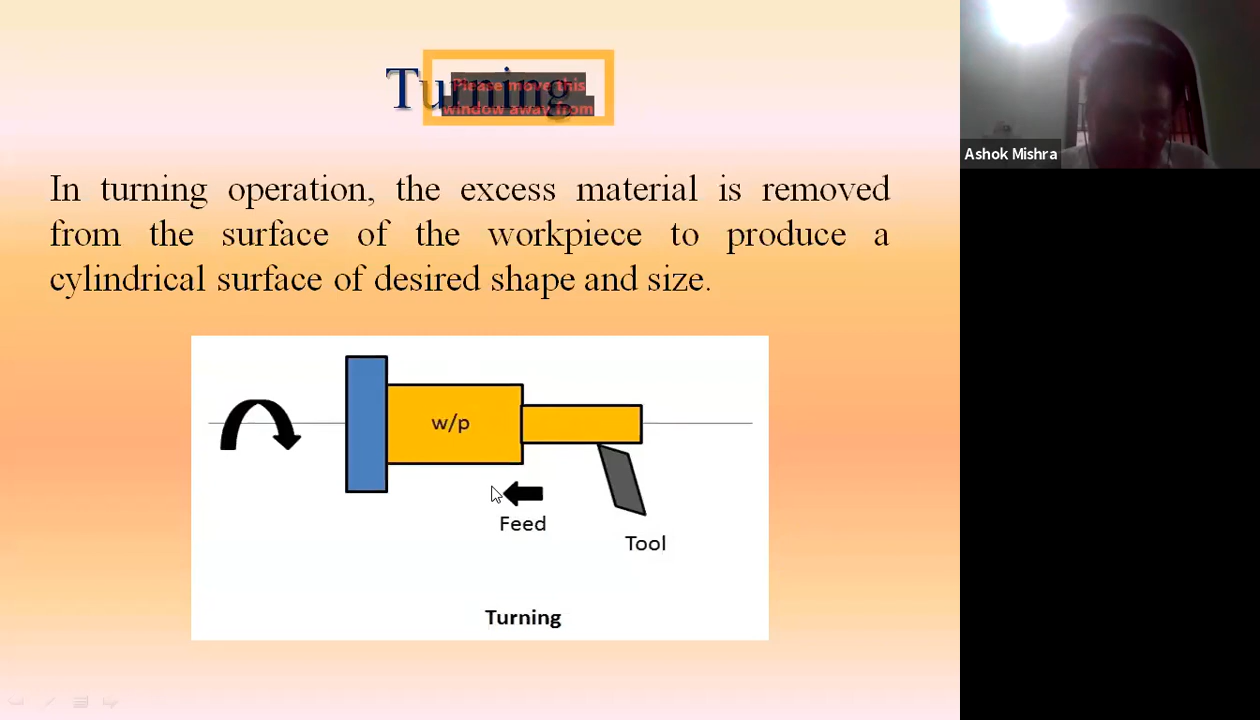 Turning
Please move this
window away from
Ashok Mishra
In turning operation, the excess material is removed
from the surface of the workpiece to produce a
cylindrical surface of desired shape and size.
w/p
Feed
Tool
Turning